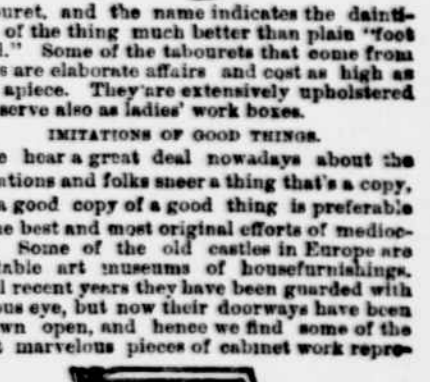 ouret, and the name indicates the dainti-
of the thing much better than plain "foot
l." Some of the tabourets that come from
s are elaborate affairs and cost as high as
apiece. They are extensively upholstered
serve also as ladies' work boxes.
IMITATIONS OF GOOD THINGS.
e hear a great deal nowadays about the
ations and folks sneer a thing that's a copy,
a good copy of a good thing is preferable
e best and most original efforts of medioc-
Some of the old castles in Europe are
table art museums of housefurnishings.
l recent years they have been guarded with
ous eye, but now their doorways have been
wn open, and hence we find some of the
t marvelous pieces of cabinet work repre-